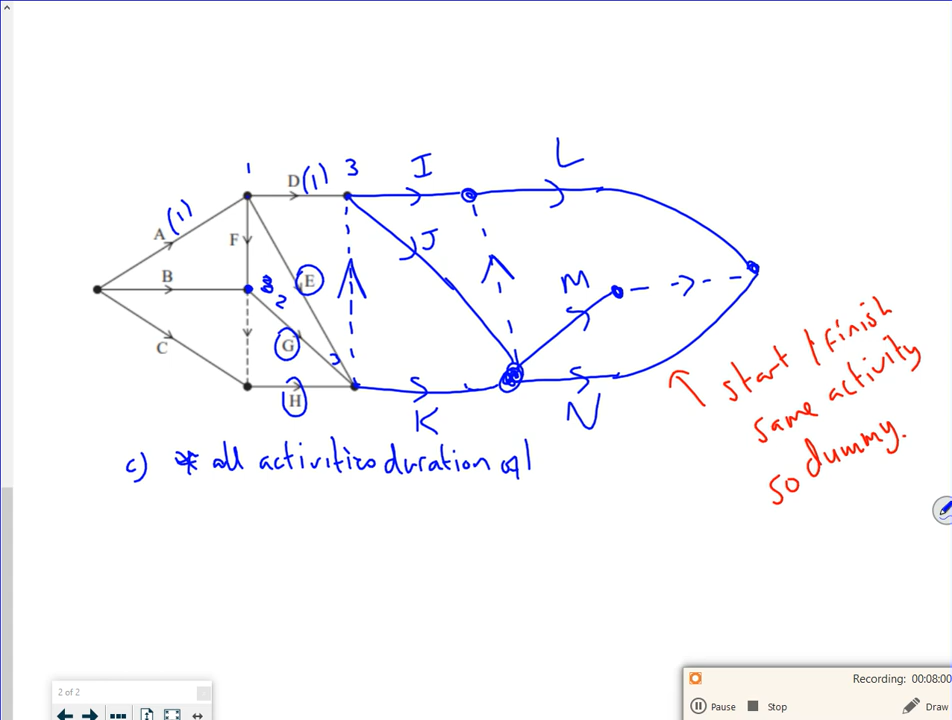 L
I
1
3
D (1)
A (1)
F
J
B
3
2
E
M
C
G
3
H
K
N
start / finish
same activity
so dummy.
c) * all activities duration of 1
Recording: 00:08:00
2 of 2
Pause
Stop
Draw